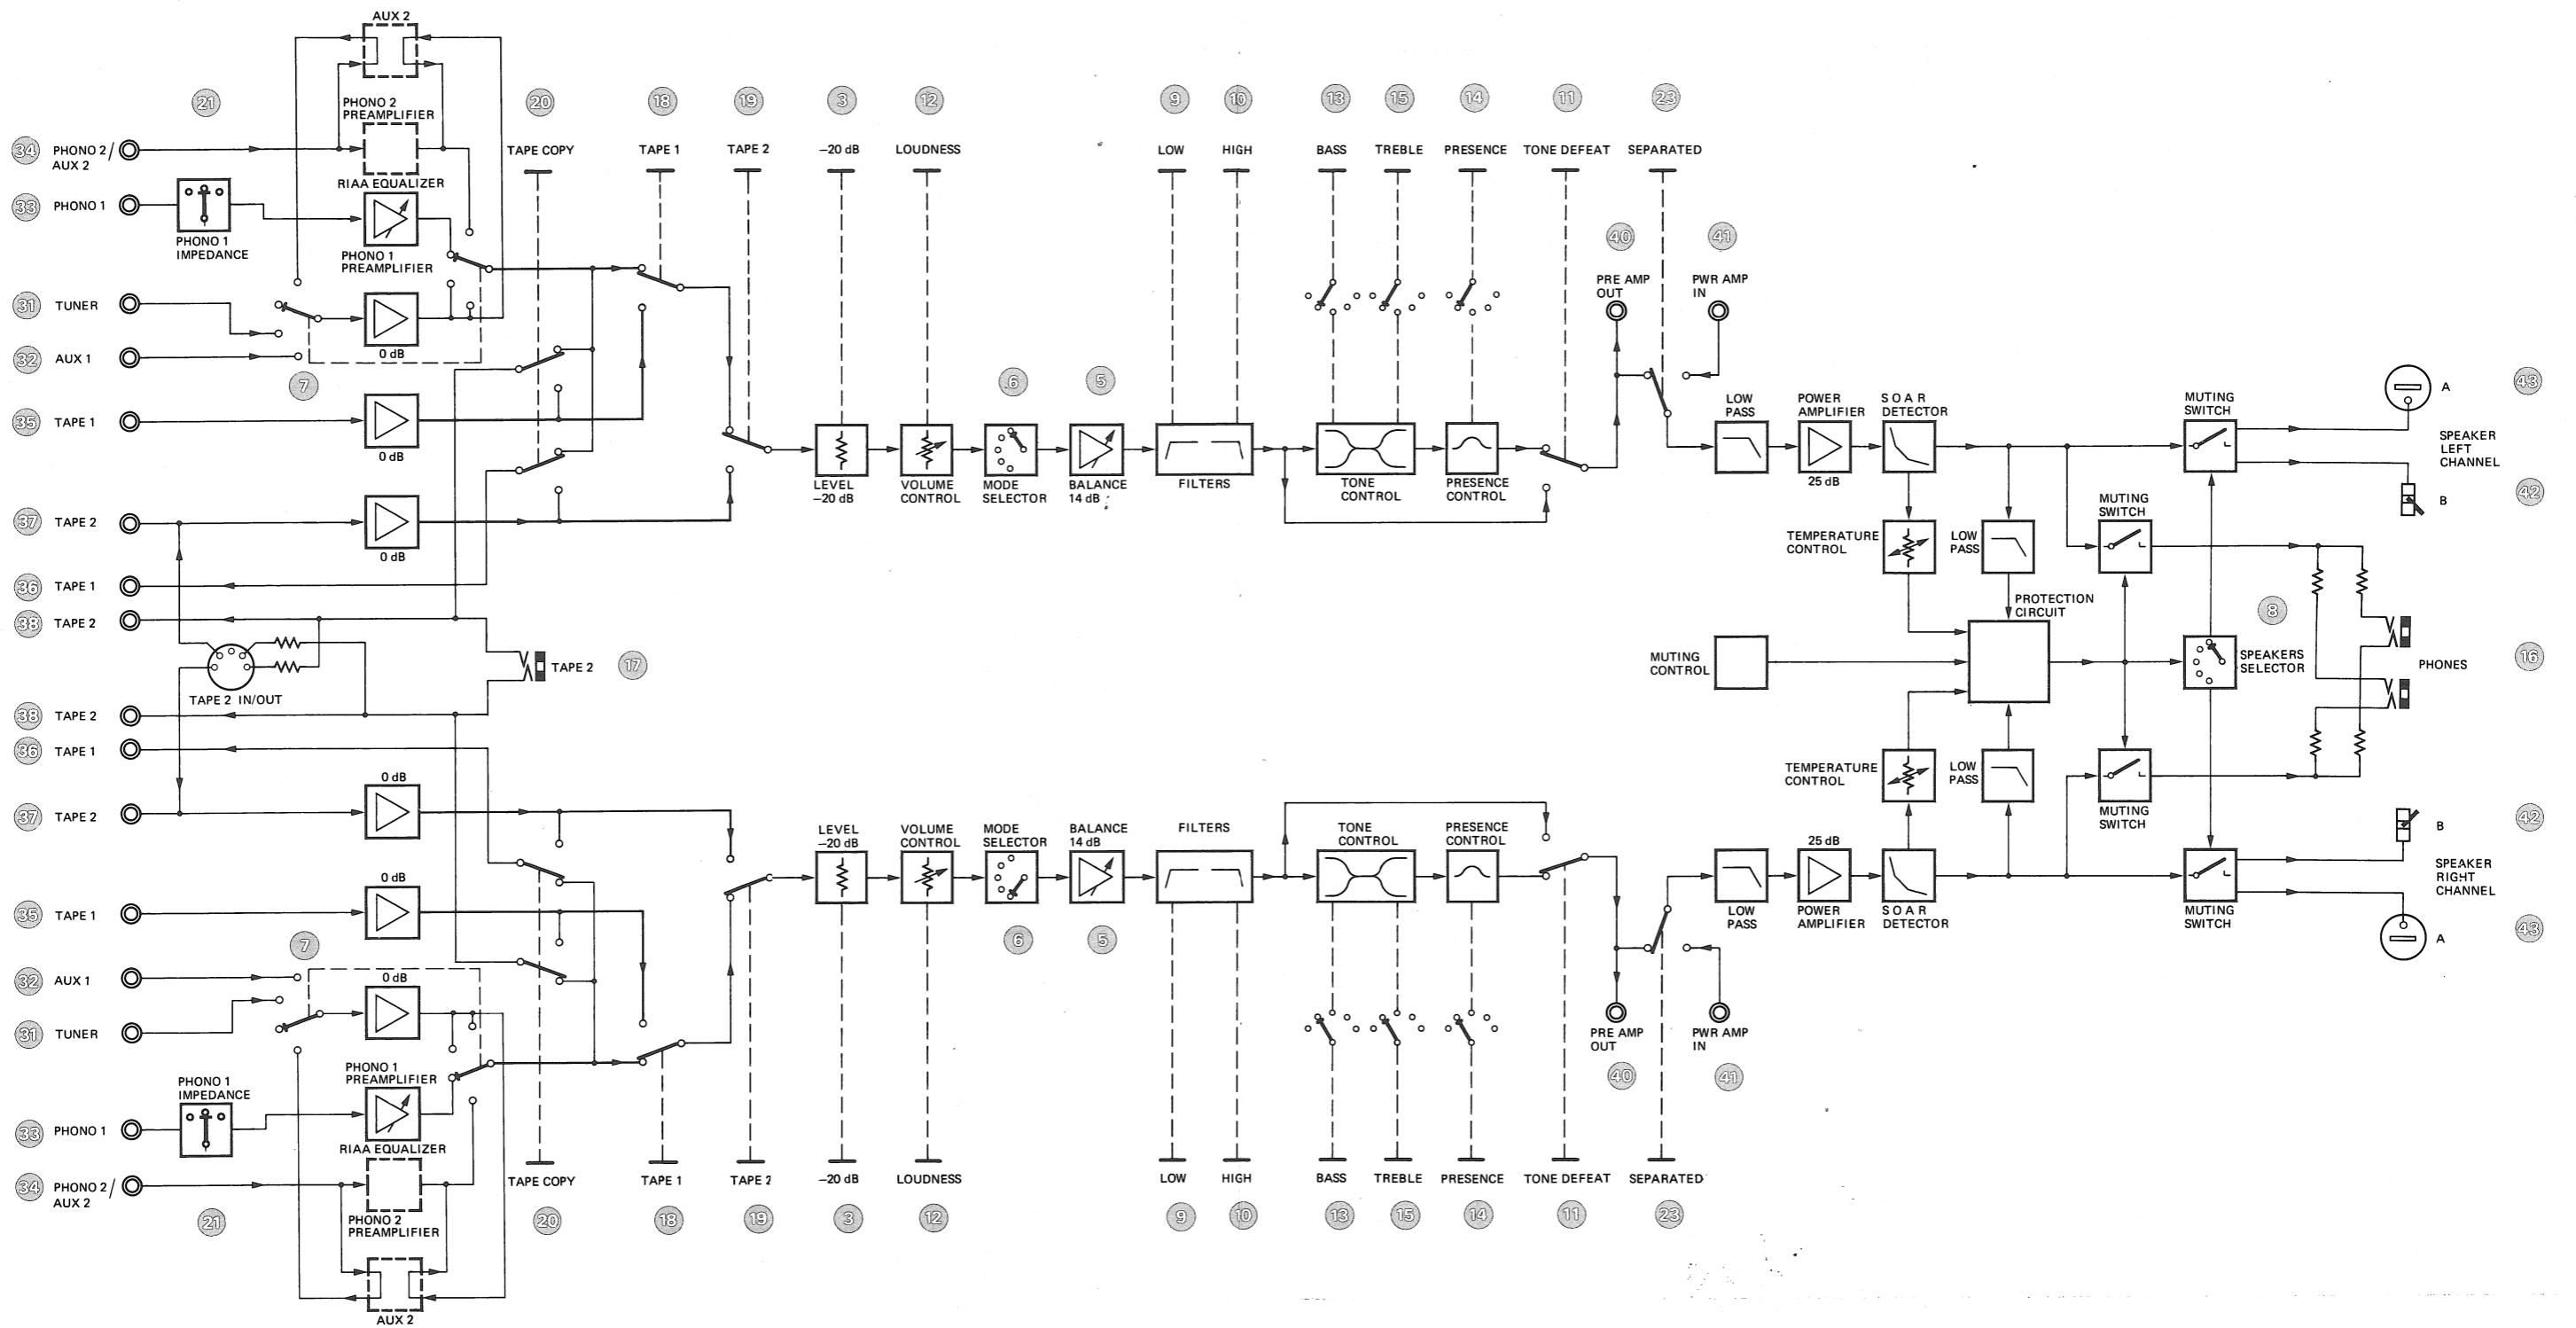 AUX 2
21
20
18
19
3
12
9
10
13
15
14
11
23
PHONO 2
PREAMPLIFIER
34
PHONO 2 /
AUX 2
TAPE COPY
TAPE 1
TAPE 2
–20 dB
LOUDNESS
LOW
HIGH
BASS
TREBLE
PRESENCE
TONE DEFEAT
SEPARATED
RIAA EQUALIZER
33
PHONO 1
PHONO 1
IMPEDANCE
PHONO 1
PREAMPLIFIER
40
41
PRE AMP
OUT
PWR AMP
IN
31
TUNER
0 dB
32
AUX 1
7
6
5
43
A
35
TAPE 1
0 dB
LEVEL
–20 dB
VOLUME
CONTROL
MODE
SELECTOR
BALANCE
14 dB
FILTERS
TONE
CONTROL
PRESENCE
CONTROL
LOW
PASS
POWER
AMPLIFIER
25 dB
S O A R
DETECTOR
MUTING
SWITCH
SPEAKER
LEFT
CHANNEL
42
B
37
TAPE 2
0 dB
TEMPERATURE
CONTROL
LOW
PASS
MUTING
SWITCH
36
TAPE 1
38
TAPE 2
PROTECTION
CIRCUIT
8
TAPE 2
17
MUTING
CONTROL
SPEAKERS
SELECTOR
PHONES
16
TAPE 2 IN/OUT
38
TAPE 2
36
TAPE 1
TEMPERATURE
CONTROL
LOW
PASS
MUTING
SWITCH
37
TAPE 2
0 dB
LEVEL
–20 dB
VOLUME
CONTROL
MODE
SELECTOR
BALANCE
14 dB
FILTERS
TONE
CONTROL
PRESENCE
CONTROL
25 dB
B
42
35
TAPE 1
0 dB
LOW
PASS
POWER
AMPLIFIER
S O A R
DETECTOR
MUTING
SWITCH
SPEAKER
RIGHT
CHANNEL
7
6
5
A
43
32
AUX 1
0 dB
31
TUNER
PRE AMP
OUT
PWR AMP
IN
40
41
PHONO 1
IMPEDANCE
PHONO 1
PREAMPLIFIER
33
PHONO 1
RIAA EQUALIZER
34
PHONO 2 /
AUX 2
TAPE COPY
TAPE 1
TAPE 2
–20 dB
LOUDNESS
LOW
HIGH
BASS
TREBLE
PRESENCE
TONE DEFEAT
SEPARATED
PHONO 2
PREAMPLIFIER
21
20
18
19
3
12
9
10
13
15
14
11
23
AUX 2